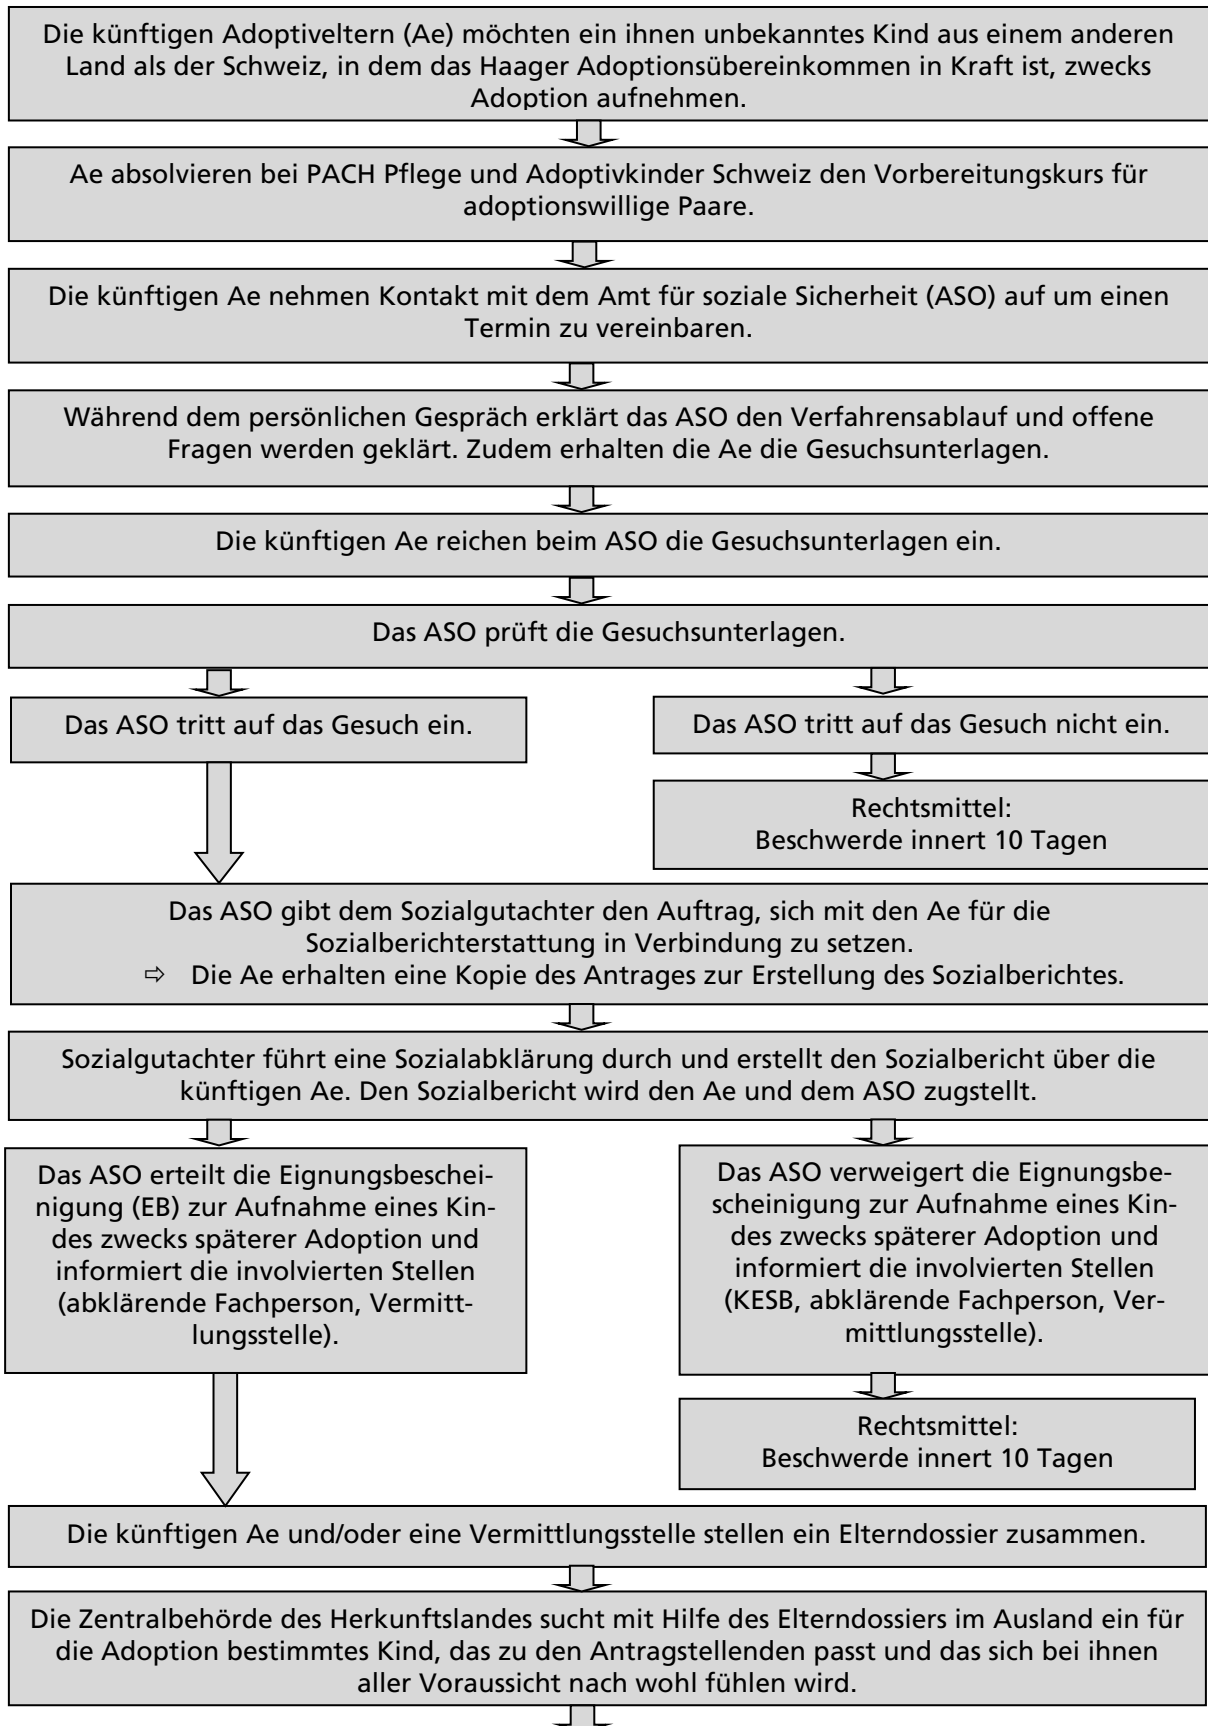 Die künftigen Adoptiveltern (Ae) möchten ein ihnen unbekanntes Kind aus einem anderen
Land als der Schweiz, in dem das Haager Adoptionsübereinkommen in Kraft ist, zwecks
Adoption aufnehmen.
Ae absolvieren bei PACH Pflege und Adoptivkinder Schweiz den Vorbereitungskurs für
adoptionswillige Paare.
Die künftigen Ae nehmen Kontakt mit dem Amt für soziale Sicherheit (ASO) auf um einen
Termin zu vereinbaren.
Während dem persönlichen Gespräch erklärt das ASO den Verfahrensablauf und offene
Fragen werden geklärt. Zudem erhalten die Ae die Gesuchsunterlagen.
Die künftigen Ae reichen beim ASO die Gesuchsunterlagen ein.
Das ASO prüft die Gesuchsunterlagen.
Das ASO tritt auf das Gesuch ein.
Das ASO tritt auf das Gesuch nicht ein.
Rechtsmittel:
Beschwerde innert 10 Tagen
Das ASO gibt dem Sozialgutachter den Auftrag, sich mit den Ae für die
Sozialberichterstattung in Verbindung zu setzen.
⇨ Die Ae erhalten eine Kopie des Antrages zur Erstellung des Sozialberichtes.
Sozialgutachter führt eine Sozialabklärung durch und erstellt den Sozialbericht über die
künftigen Ae. Den Sozialbericht wird den Ae und dem ASO zugstellt.
Das ASO erteilt die Eignungsbeschei-
nigung (EB) zur Aufnahme eines Kin-
des zwecks späterer Adoption und
informiert die involvierten Stellen
(abklärende Fachperson, Vermitt-
lungsstelle).
Das ASO verweigert die Eignungsbe-
scheinigung zur Aufnahme eines Kin-
des zwecks späterer Adoption und
informiert die involvierten Stellen
(KESB, abklärende Fachperson, Ver-
mittlungsstelle).
Rechtsmittel:
Beschwerde innert 10 Tagen
Die künftigen Ae und/oder eine Vermittlungsstelle stellen ein Elterndossier zusammen.
Die Zentralbehörde des Herkunftslandes sucht mit Hilfe des Elterndossiers im Ausland ein für
die Adoption bestimmtes Kind, das zu den Antragstellenden passt und das sich bei ihnen
aller Voraussicht nach wohl fühlen wird.